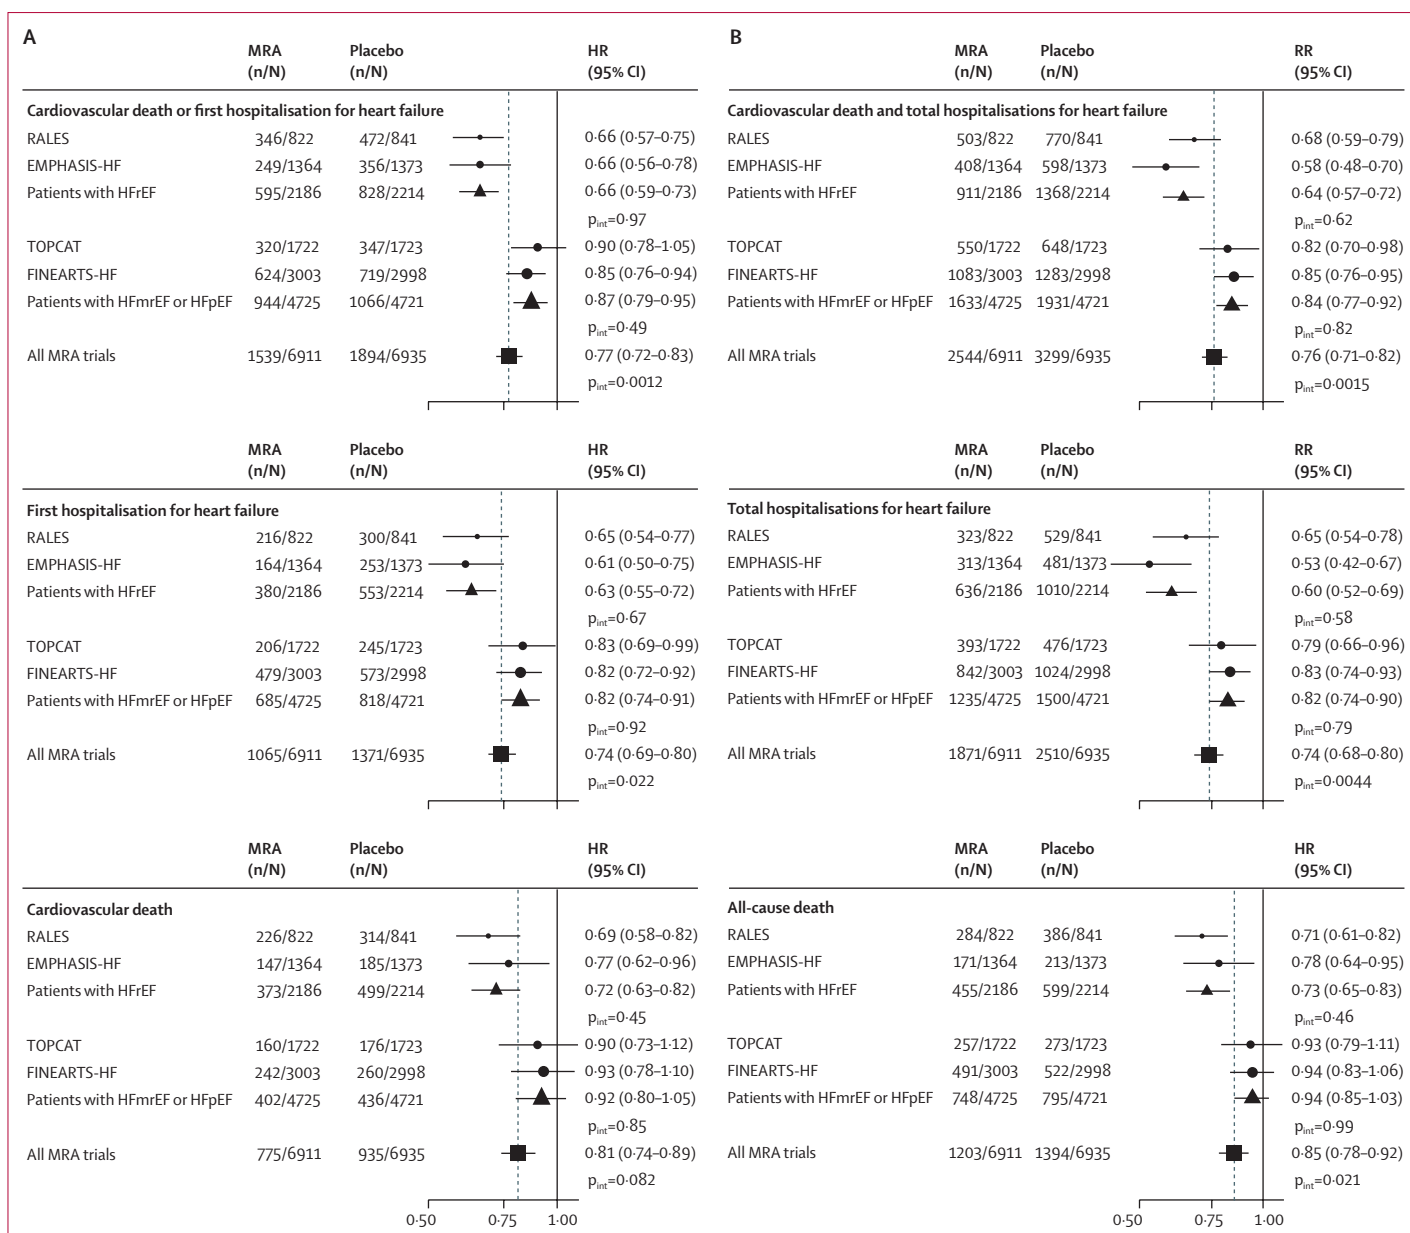 A
MRA (n/N) Placebo (n/N) HR (95% CI)
Cardiovascular death or first hospitalisation for heart failure
RALES 346/822 472/841 0·66 (0·57–0·75)
EMPHASIS-HF 249/1364 356/1373 0·66 (0·56–0·78)
Patients with HFrEF 595/2186 828/2214 0·66 (0·59–0·73)
pint=0·97
TOPCAT 320/1722 347/1723 0·90 (0·78–1·05)
FINEARTS-HF 624/3003 719/2998 0·85 (0·76–0·94)
Patients with HFmrEF or HFpEF 944/4725 1066/4721 0·87 (0·79–0·95)
pint=0·49
All MRA trials 1539/6911 1894/6935 0·77 (0·72–0·83)
pint=0·0012
MRA (n/N) Placebo (n/N) HR (95% CI)
First hospitalisation for heart failure
RALES 216/822 300/841 0·65 (0·54–0·77)
EMPHASIS-HF 164/1364 253/1373 0·61 (0·50–0·75)
Patients with HFrEF 380/2186 553/2214 0·63 (0·55–0·72)
pint=0·67
TOPCAT 206/1722 245/1723 0·83 (0·69–0·99)
FINEARTS-HF 479/3003 573/2998 0·82 (0·72–0·92)
Patients with HFmrEF or HFpEF 685/4725 818/4721 0·82 (0·74–0·91)
pint=0·92
All MRA trials 1065/6911 1371/6935 0·74 (0·69–0·80)
pint=0·022
MRA (n/N) Placebo (n/N) HR (95% CI)
Cardiovascular death
RALES 226/822 314/841 0·69 (0·58–0·82)
EMPHASIS-HF 147/1364 185/1373 0·77 (0·62–0·96)
Patients with HFrEF 373/2186 499/2214 0·72 (0·63–0·82)
pint=0·45
TOPCAT 160/1722 176/1723 0·90 (0·73–1·12)
FINEARTS-HF 242/3003 260/2998 0·93 (0·78–1·10)
Patients with HFmrEF or HFpEF 402/4725 436/4721 0·92 (0·80–1·05)
pint=0·85
All MRA trials 775/6911 935/6935 0·81 (0·74–0·89)
pint=0·082
0·50 0·75 1·00
B
MRA (n/N) Placebo (n/N) RR (95% CI)
Cardiovascular death and total hospitalisations for heart failure
RALES 503/822 770/841 0·68 (0·59–0·79)
EMPHASIS-HF 408/1364 598/1373 0·58 (0·48–0·70)
Patients with HFrEF 911/2186 1368/2214 0·64 (0·57–0·72)
pint=0·62
TOPCAT 550/1722 648/1723 0·82 (0·70–0·98)
FINEARTS-HF 1083/3003 1283/2998 0·85 (0·76–0·95)
Patients with HFmrEF or HFpEF 1633/4725 1931/4721 0·84 (0·77–0·92)
pint=0·82
All MRA trials 2544/6911 3299/6935 0·76 (0·71–0·82)
pint=0·0015
MRA (n/N) Placebo (n/N) RR (95% CI)
Total hospitalisations for heart failure
RALES 323/822 529/841 0·65 (0·54–0·78)
EMPHASIS-HF 313/1364 481/1373 0·53 (0·42–0·67)
Patients with HFrEF 636/2186 1010/2214 0·60 (0·52–0·69)
pint=0·58
TOPCAT 393/1722 476/1723 0·79 (0·66–0·96)
FINEARTS-HF 842/3003 1024/2998 0·83 (0·74–0·93)
Patients with HFmrEF or HFpEF 1235/4725 1500/4721 0·82 (0·74–0·90)
pint=0·79
All MRA trials 1871/6911 2510/6935 0·74 (0·68–0·80)
pint=0·0044
MRA (n/N) Placebo (n/N) HR (95% CI)
All-cause death
RALES 284/822 386/841 0·71 (0·61–0·82)
EMPHASIS-HF 171/1364 213/1373 0·78 (0·64–0·95)
Patients with HFrEF 455/2186 599/2214 0·73 (0·65–0·83)
pint=0·46
TOPCAT 257/1722 273/1723 0·93 (0·79–1·11)
FINEARTS-HF 491/3003 522/2998 0·94 (0·83–1·06)
Patients with HFmrEF or HFpEF 748/4725 795/4721 0·94 (0·85–1·03)
pint=0·99
All MRA trials 1203/6911 1394/6935 0·85 (0·78–0·92)
pint=0·021
0·50 0·75 1·00